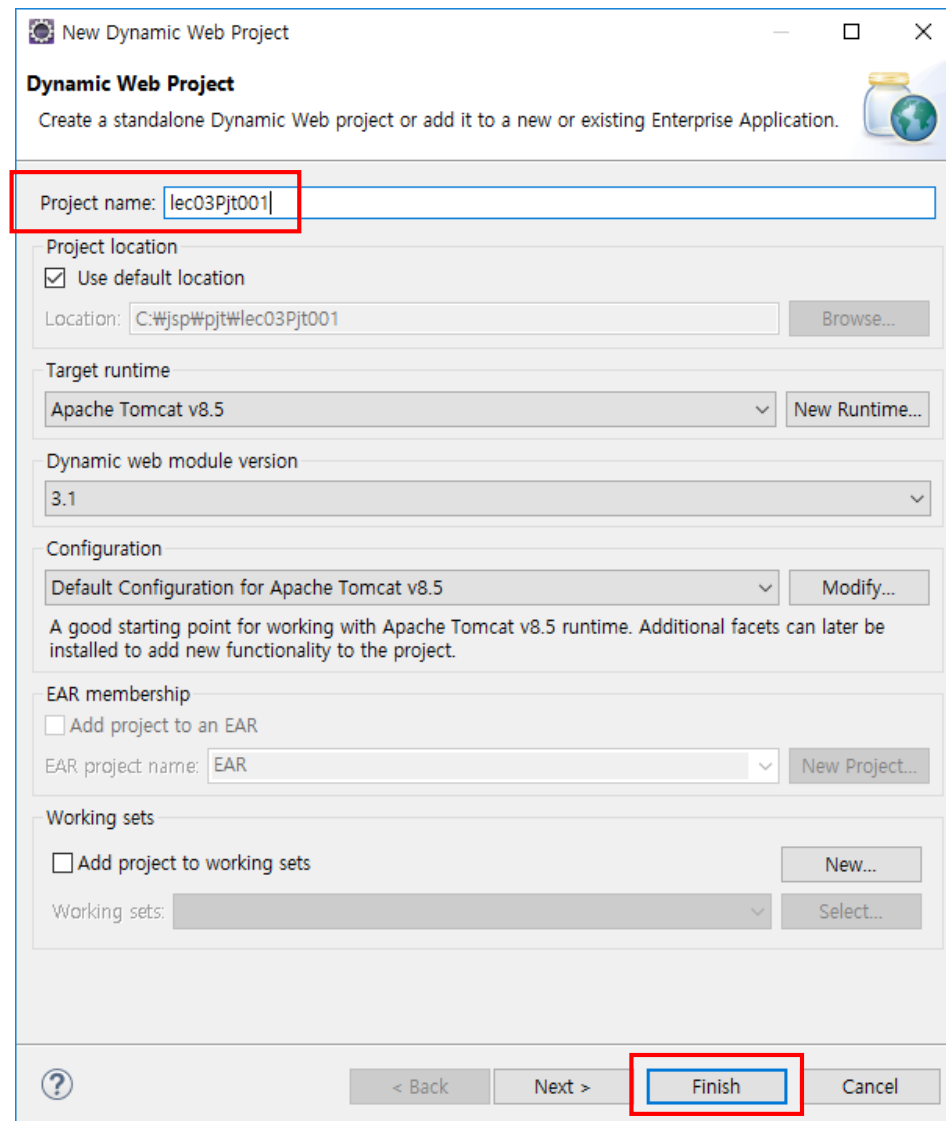 New Dynamic Web Project
Dynamic Web Project
Create a standalone Dynamic Web project or add it to a new or existing Enterprise Application.
Project name: lec03Pjt001
Project location
Use default location
Location: C:₩jsp₩pjt₩lec03Pjt001 Browse...
Target runtime
Apache Tomcat v8.5 New Runtime...
Dynamic web module version
3.1
Configuration
Default Configuration for Apache Tomcat v8.5 Modify...
A good starting point for working with Apache Tomcat v8.5 runtime. Additional facets can later be
installed to add new functionality to the project.
EAR membership
Add project to an EAR
EAR project name: EAR New Project...
Working sets
Add project to working sets New...
Working sets: Select...
? < Back Next > Finish Cancel